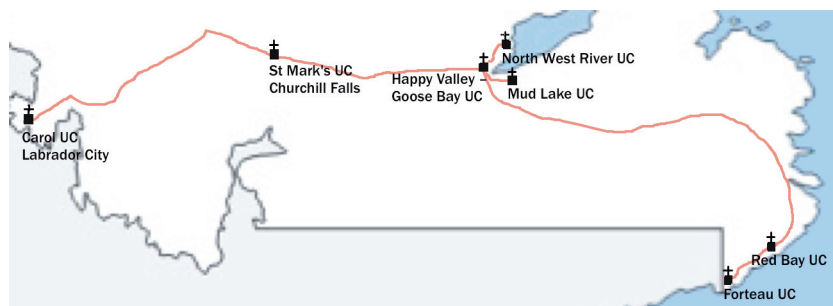 North West River UC
St Mark's UC
Churchill Falls
Happy Valley –
Goose Bay UC
Mud Lake UC
Carol UC
Labrador City
Red Bay UC
Forteau UC